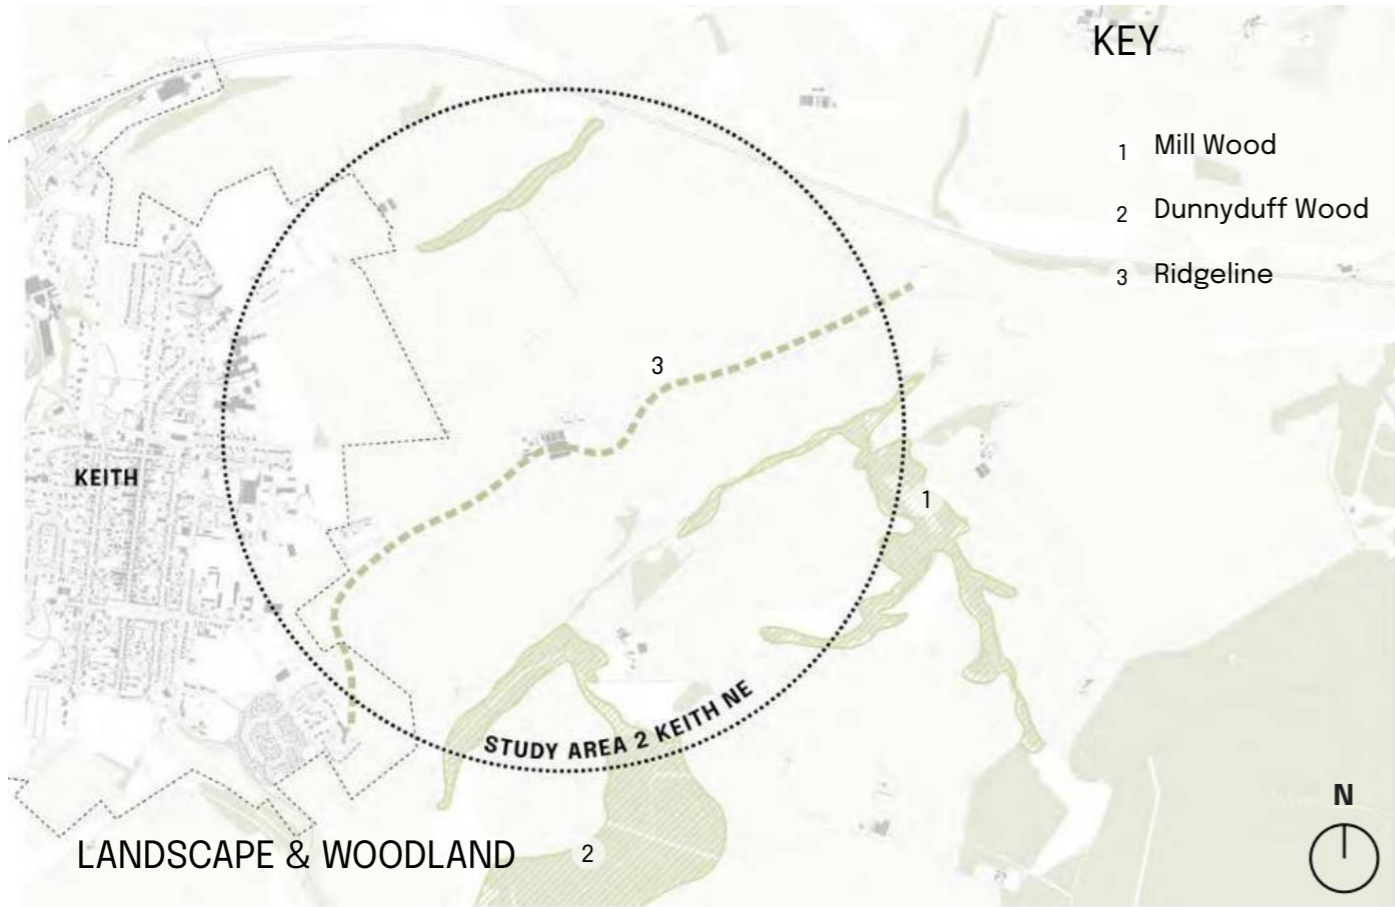 KEY
1 Mill Wood
2 Dunnyduff Wood
3 Ridgeline
3
KEITH
1
STUDY AREA 2 KEITH NE
N
LANDSCAPE & WOODLAND
2